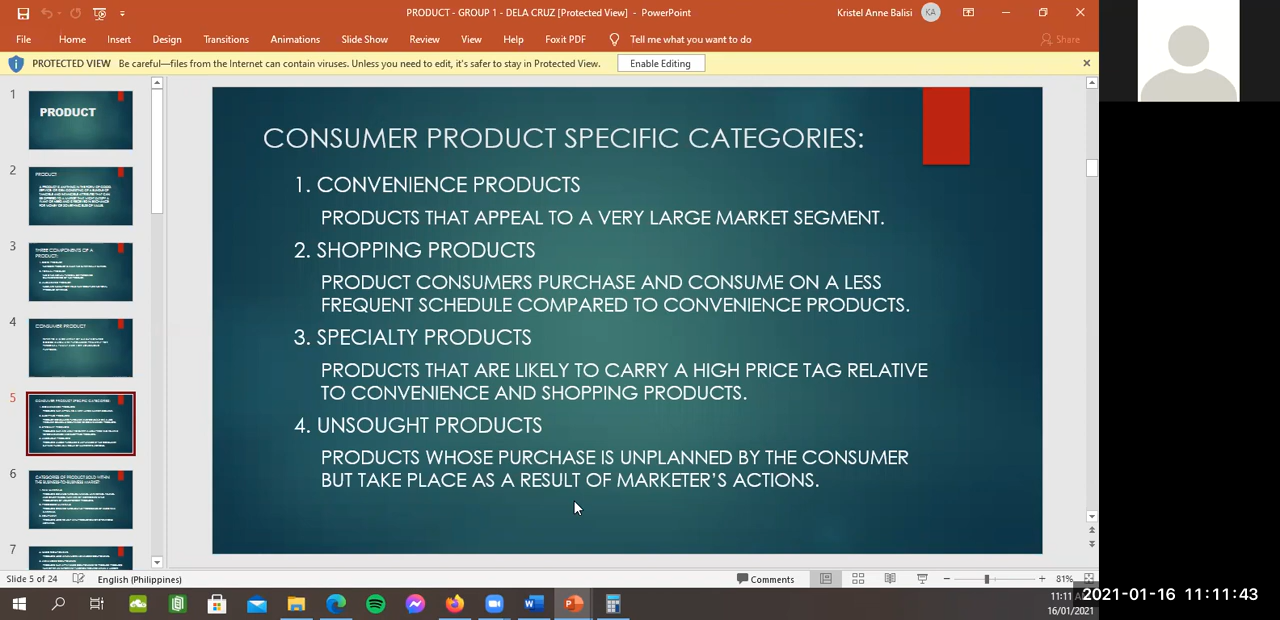 PRODUCT - GROUP 1 - DELA CRUZ [Protected View] - PowerPoint
Kristel Anne Balisi
KA
File Home Insert Design Transitions Animations Slide Show Review View Help Foxit PDF Tell me what you want to do Share
PROTECTED VIEW Be careful—files from the Internet can contain viruses. Unless you need to edit, it's safer to stay in Protected View. Enable Editing
1
PRODUCT
2
PRODUCT
3
THREE COMPONENTS OF A
PRODUCT:
4
CONSUMER PRODUCT
5
CONSUMER PRODUCT SPECIFIC CATEGORIES:
6
CATEGORIES OF PRODUCT SOLD WITHIN
THE BUSINESS-TO-BUSINESS MARKET:
7
CONSUMER PRODUCT SPECIFIC CATEGORIES:
1. CONVENIENCE PRODUCTS
PRODUCTS THAT APPEAL TO A VERY LARGE MARKET SEGMENT.
2. SHOPPING PRODUCTS
PRODUCT CONSUMERS PURCHASE AND CONSUME ON A LESS
FREQUENT SCHEDULE COMPARED TO CONVENIENCE PRODUCTS.
3. SPECIALTY PRODUCTS
PRODUCTS THAT ARE LIKELY TO CARRY A HIGH PRICE TAG RELATIVE
TO CONVENIENCE AND SHOPPING PRODUCTS.
4. UNSOUGHT PRODUCTS
PRODUCTS WHOSE PURCHASE IS UNPLANNED BY THE CONSUMER
BUT TAKE PLACE AS A RESULT OF MARKETER'S ACTIONS.
Slide 5 of 24 English (Philippines) Comments 81%
11:11
16/01/2021
2021-01-16 11:11:43